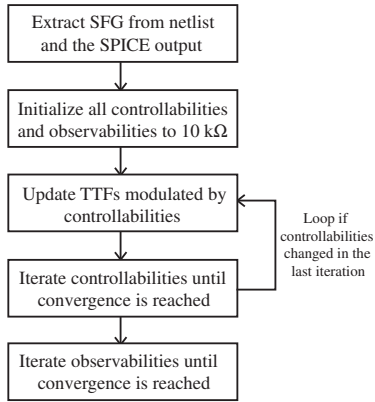 Extract SFG from netlist
and the SPICE output
Initialize all controllabilities
and observabilities to 10 kΩ
Update TTFs modulated by
controllabilities
Loop if
controllabilities
changed in the
last iteration
Iterate controllabilities until
convergence is reached
Iterate observabilities until
convergence is reached